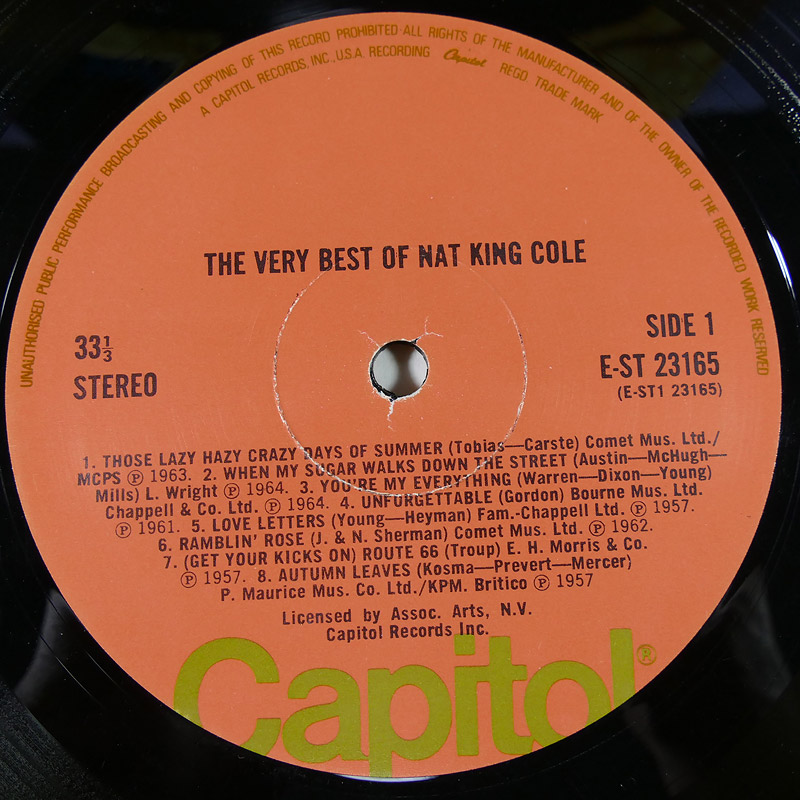 UNAUTHORISED PUBLIC PERFORMANCE BROADCASTING AND COPYING OF THIS RECORD PROHIBITED·ALL RIGHTS OF THE MANUFACTURER AND OF THE OWNER OF THE RECORDED WORK RESERVED
A CAPITOL RECORDS, INC., U.S.A. RECORDING Capitol REGD TRADE MARK
THE VERY BEST OF NAT KING COLE
33⅓
STEREO
SIDE 1
E-ST 23165
(E-ST1 23165)
1. THOSE LAZY HAZY CRAZY DAYS OF SUMMER (Tobias—Carste) Comet Mus. Ltd./
MCPS ℗ 1963. 2. WHEN MY SUGAR WALKS DOWN THE STREET (Austin—McHugh—
Mills) L. Wright ℗ 1964. 3. YOU'RE MY EVERYTHING (Warren—Dixon—Young)
Chappell & Co. Ltd. ℗ 1964. 4. UNFORGETTABLE (Gordon) Bourne Mus. Ltd.
℗ 1961. 5. LOVE LETTERS (Young—Heyman) Fam.-Chappell Ltd. ℗ 1957.
6. RAMBLIN' ROSE (J. & N. Sherman) Comet Mus. Ltd. ℗ 1962.
7. (GET YOUR KICKS ON) ROUTE 66 (Troup) E. H. Morris & Co.
℗ 1957. 8. AUTUMN LEAVES (Kosma—Prevert—Mercer)
P. Maurice Mus. Co. Ltd./KPM. Britico ℗ 1957
Licensed by Assoc. Arts, N.V.
Capitol Records Inc.
Capitol®